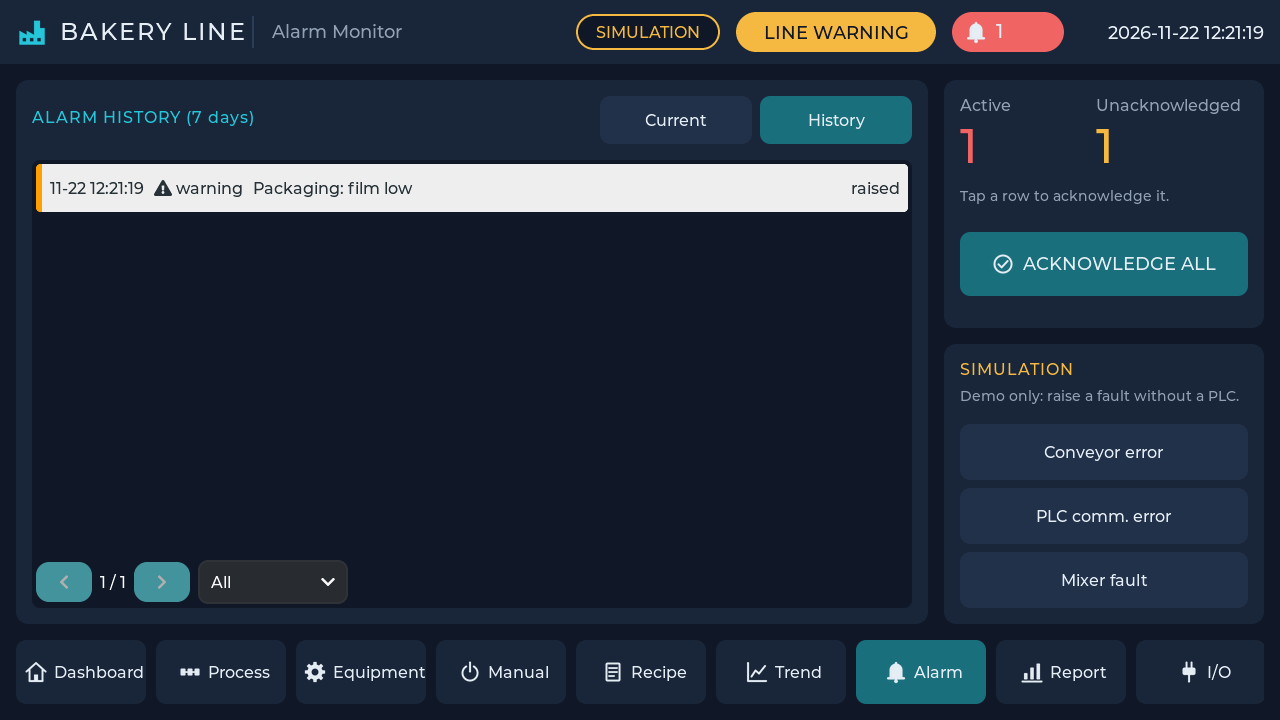 BAKERY LINE
Alarm Monitor
SIMULATION
LINE WARNING
1
2026-11-22 12:21:19
ALARM HISTORY (7 days)
Current
History
11-22 12:21:19 warning Packaging: film low raised
1 / 1
All
Active
Unacknowledged
1
1
Tap a row to acknowledge it.
ACKNOWLEDGE ALL
SIMULATION
Demo only: raise a fault without a PLC.
Conveyor error
PLC comm. error
Mixer fault
Dashboard
Process
Equipment
Manual
Recipe
Trend
Alarm
Report
I/O